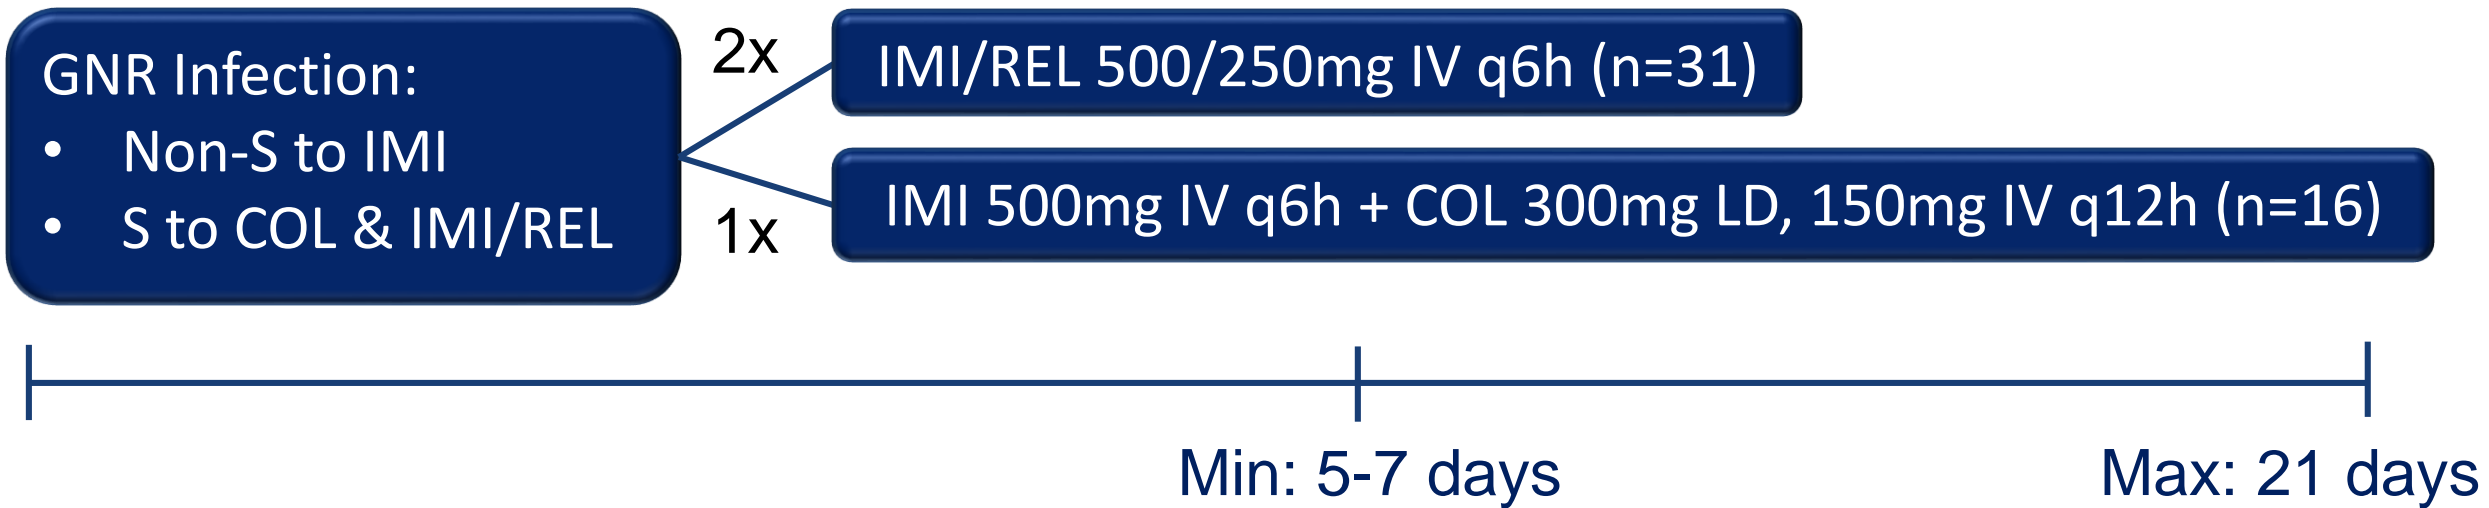 GNR Infection:
• Non-S to IMI
• S to COL & IMI/REL
2x
1x
IMI/REL 500/250mg IV q6h (n=31)
IMI 500mg IV q6h + COL 300mg LD, 150mg IV q12h (n=16)
Min: 5-7 days
Max: 21 days